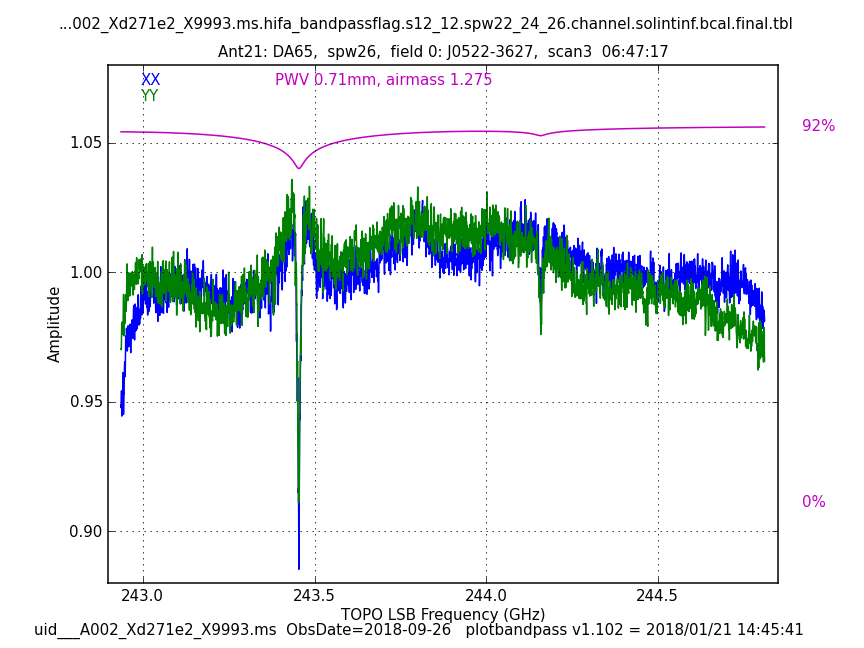 ...002_Xd271e2_X9993.ms.hifa_bandpassflag.s12_12.spw22_24_26.channel.solintinf.bcal.final.tbl
Ant21: DA65,  spw26,  field 0: J0522-3627,  scan3  06:47:17
XX
PWV 0.71mm, airmass 1.275
YY
92%
1.05
1.00
0.95
0.90
0%
Amplitude
243.0
243.5
244.0
244.5
TOPO LSB Frequency (GHz)
uid___A002_Xd271e2_X9993.ms  ObsDate=2018-09-26   plotbandpass v1.102 = 2018/01/21 14:45:41